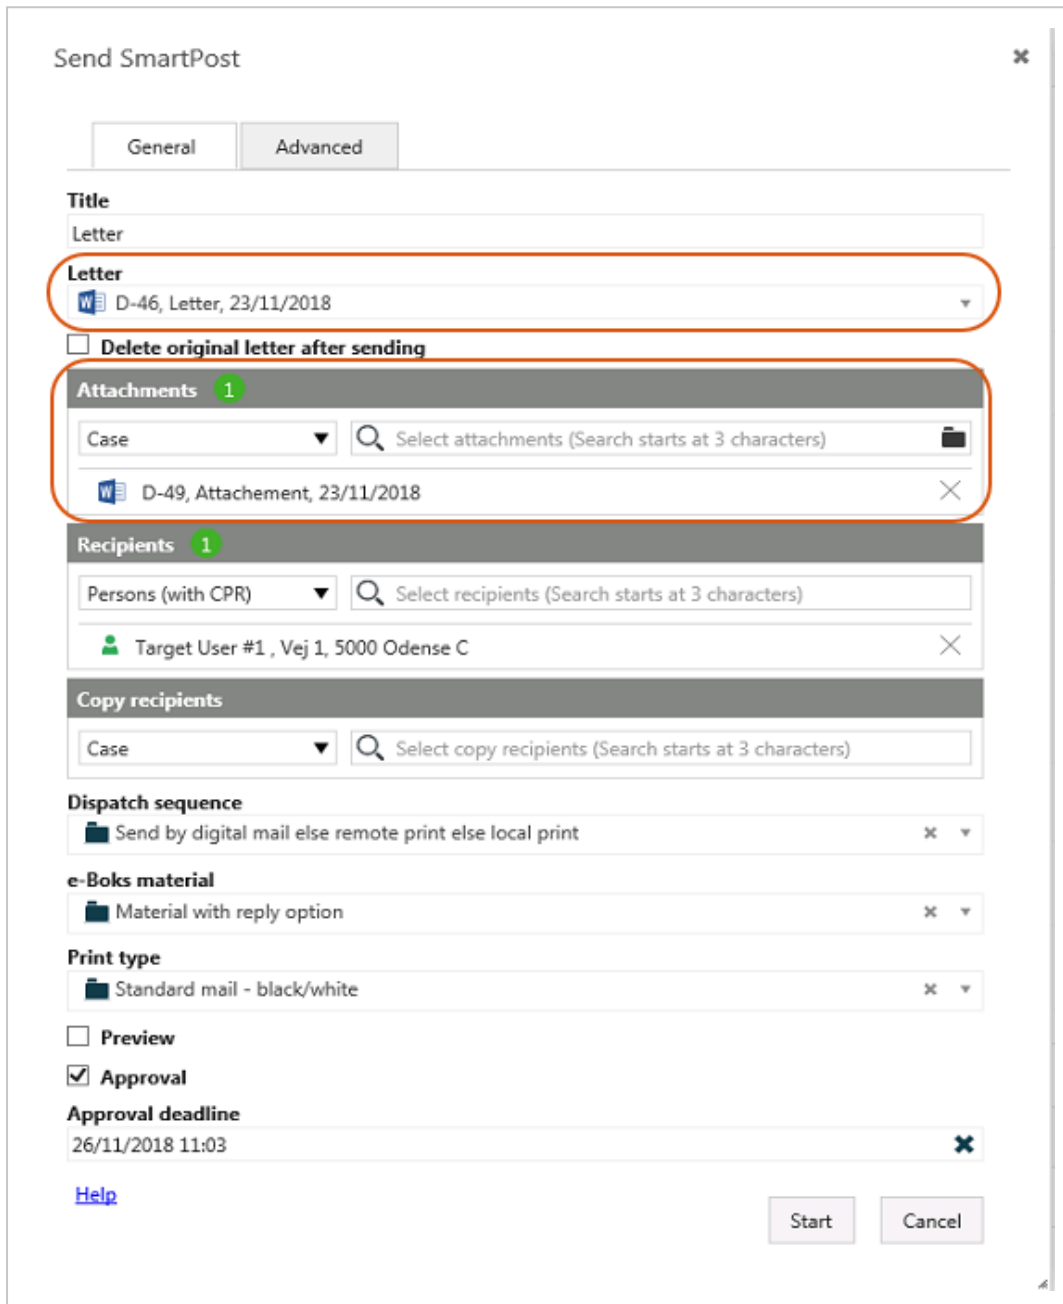 Send SmartPost
General
Advanced
Title
Letter
Letter
D-46, Letter, 23/11/2018
Delete original letter after sending
Attachments 1
Case
Select attachments (Search starts at 3 characters)
D-49, Attachement, 23/11/2018
Recipients 1
Persons (with CPR)
Select recipients (Search starts at 3 characters)
Target User #1 , Vej 1, 5000 Odense C
Copy recipients
Case
Select copy recipients (Search starts at 3 characters)
Dispatch sequence
Send by digital mail else remote print else local print
e-Boks material
Material with reply option
Print type
Standard mail - black/white
Preview
Approval
Approval deadline
26/11/2018 11:03
Help
Start
Cancel